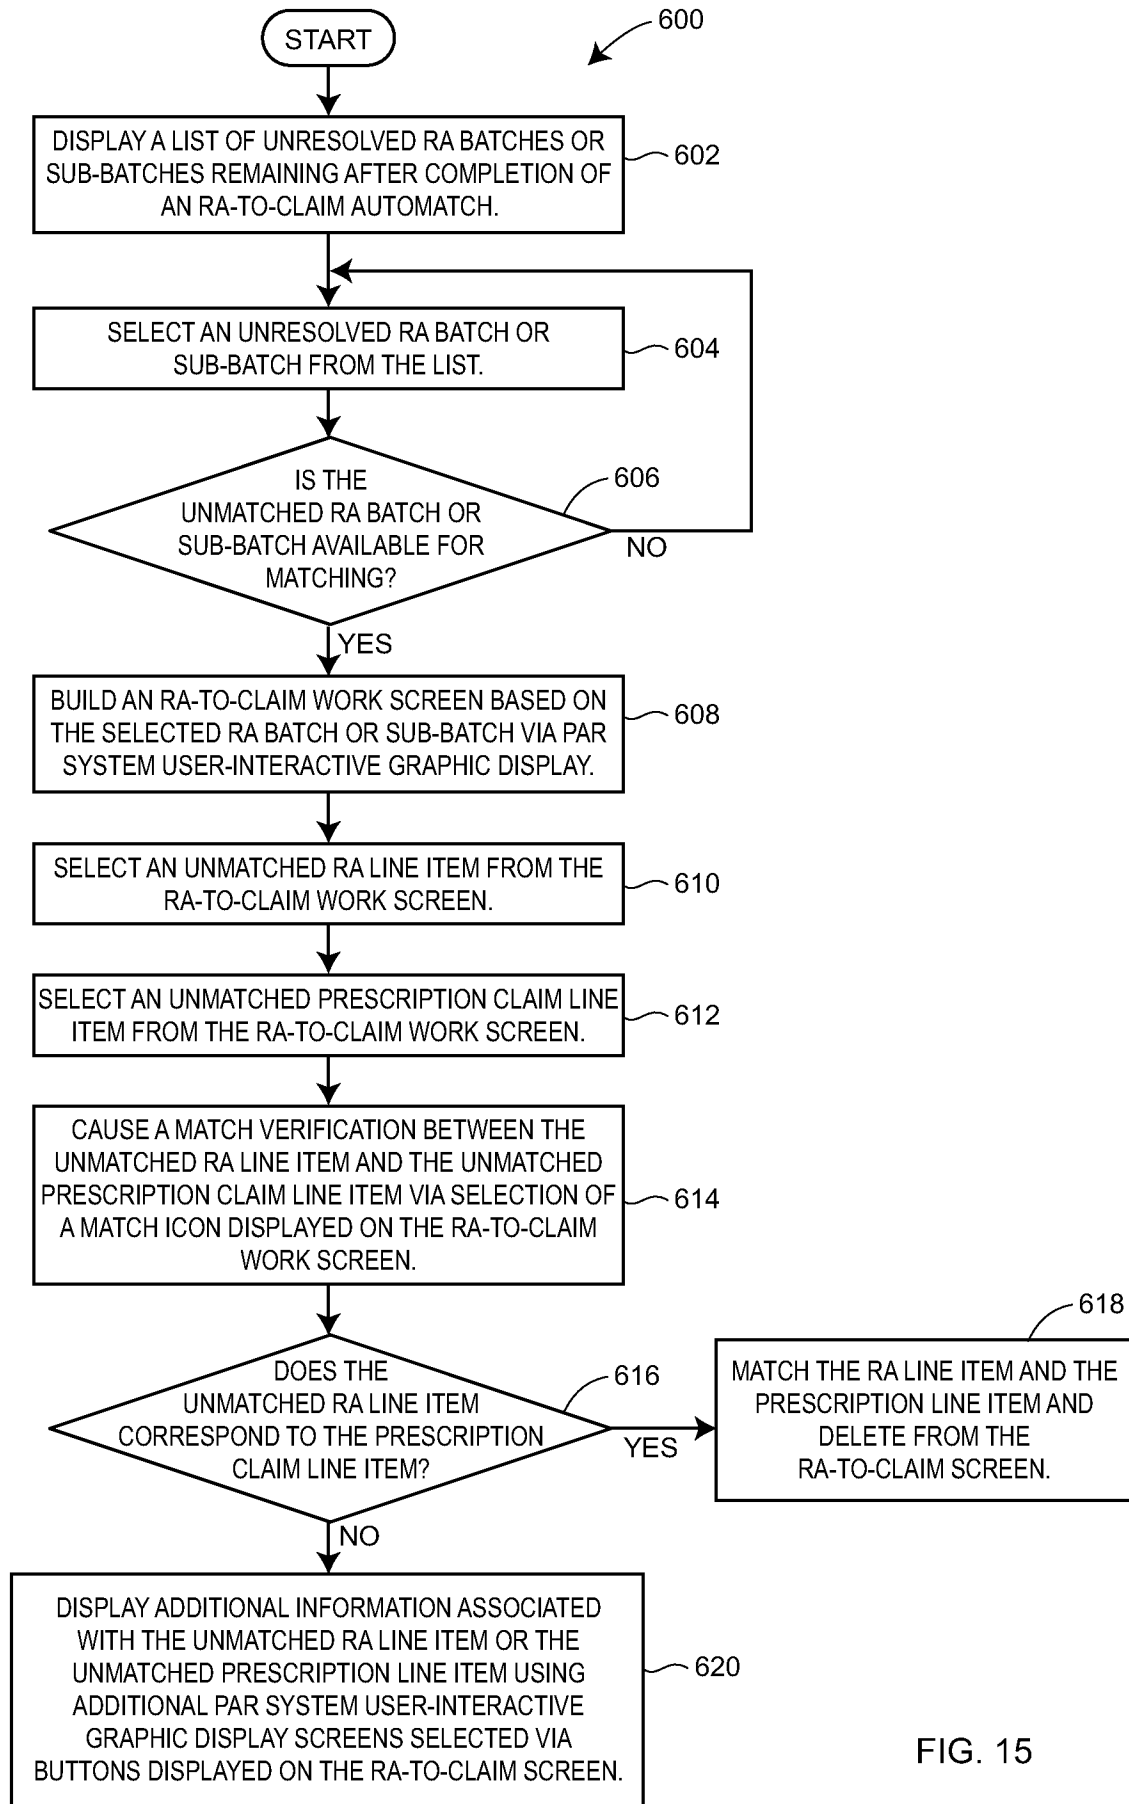 START
600
DISPLAY A LIST OF UNRESOLVED RA BATCHES OR
SUB-BATCHES REMAINING AFTER COMPLETION OF
AN RA-TO-CLAIM AUTOMATCH.
602
SELECT AN UNRESOLVED RA BATCH OR
SUB-BATCH FROM THE LIST.
604
IS THE
UNMATCHED RA BATCH OR
SUB-BATCH AVAILABLE FOR
MATCHING?
606
NO
YES
BUILD AN RA-TO-CLAIM WORK SCREEN BASED ON
THE SELECTED RA BATCH OR SUB-BATCH VIA PAR
SYSTEM USER-INTERACTIVE GRAPHIC DISPLAY.
608
SELECT AN UNMATCHED RA LINE ITEM FROM THE
RA-TO-CLAIM WORK SCREEN.
610
SELECT AN UNMATCHED PRESCRIPTION CLAIM LINE
ITEM FROM THE RA-TO-CLAIM WORK SCREEN.
612
CAUSE A MATCH VERIFICATION BETWEEN THE
UNMATCHED RA LINE ITEM AND THE UNMATCHED
PRESCRIPTION CLAIM LINE ITEM VIA SELECTION OF
A MATCH ICON DISPLAYED ON THE RA-TO-CLAIM
WORK SCREEN.
614
DOES THE
UNMATCHED RA LINE ITEM
CORRESPOND TO THE PRESCRIPTION
CLAIM LINE ITEM?
616
YES
618
MATCH THE RA LINE ITEM AND THE
PRESCRIPTION LINE ITEM AND
DELETE FROM THE
RA-TO-CLAIM SCREEN.
NO
DISPLAY ADDITIONAL INFORMATION ASSOCIATED
WITH THE UNMATCHED RA LINE ITEM OR THE
UNMATCHED PRESCRIPTION LINE ITEM USING
ADDITIONAL PAR SYSTEM USER-INTERACTIVE
GRAPHIC DISPLAY SCREENS SELECTED VIA
BUTTONS DISPLAYED ON THE RA-TO-CLAIM SCREEN.
620
FIG. 15